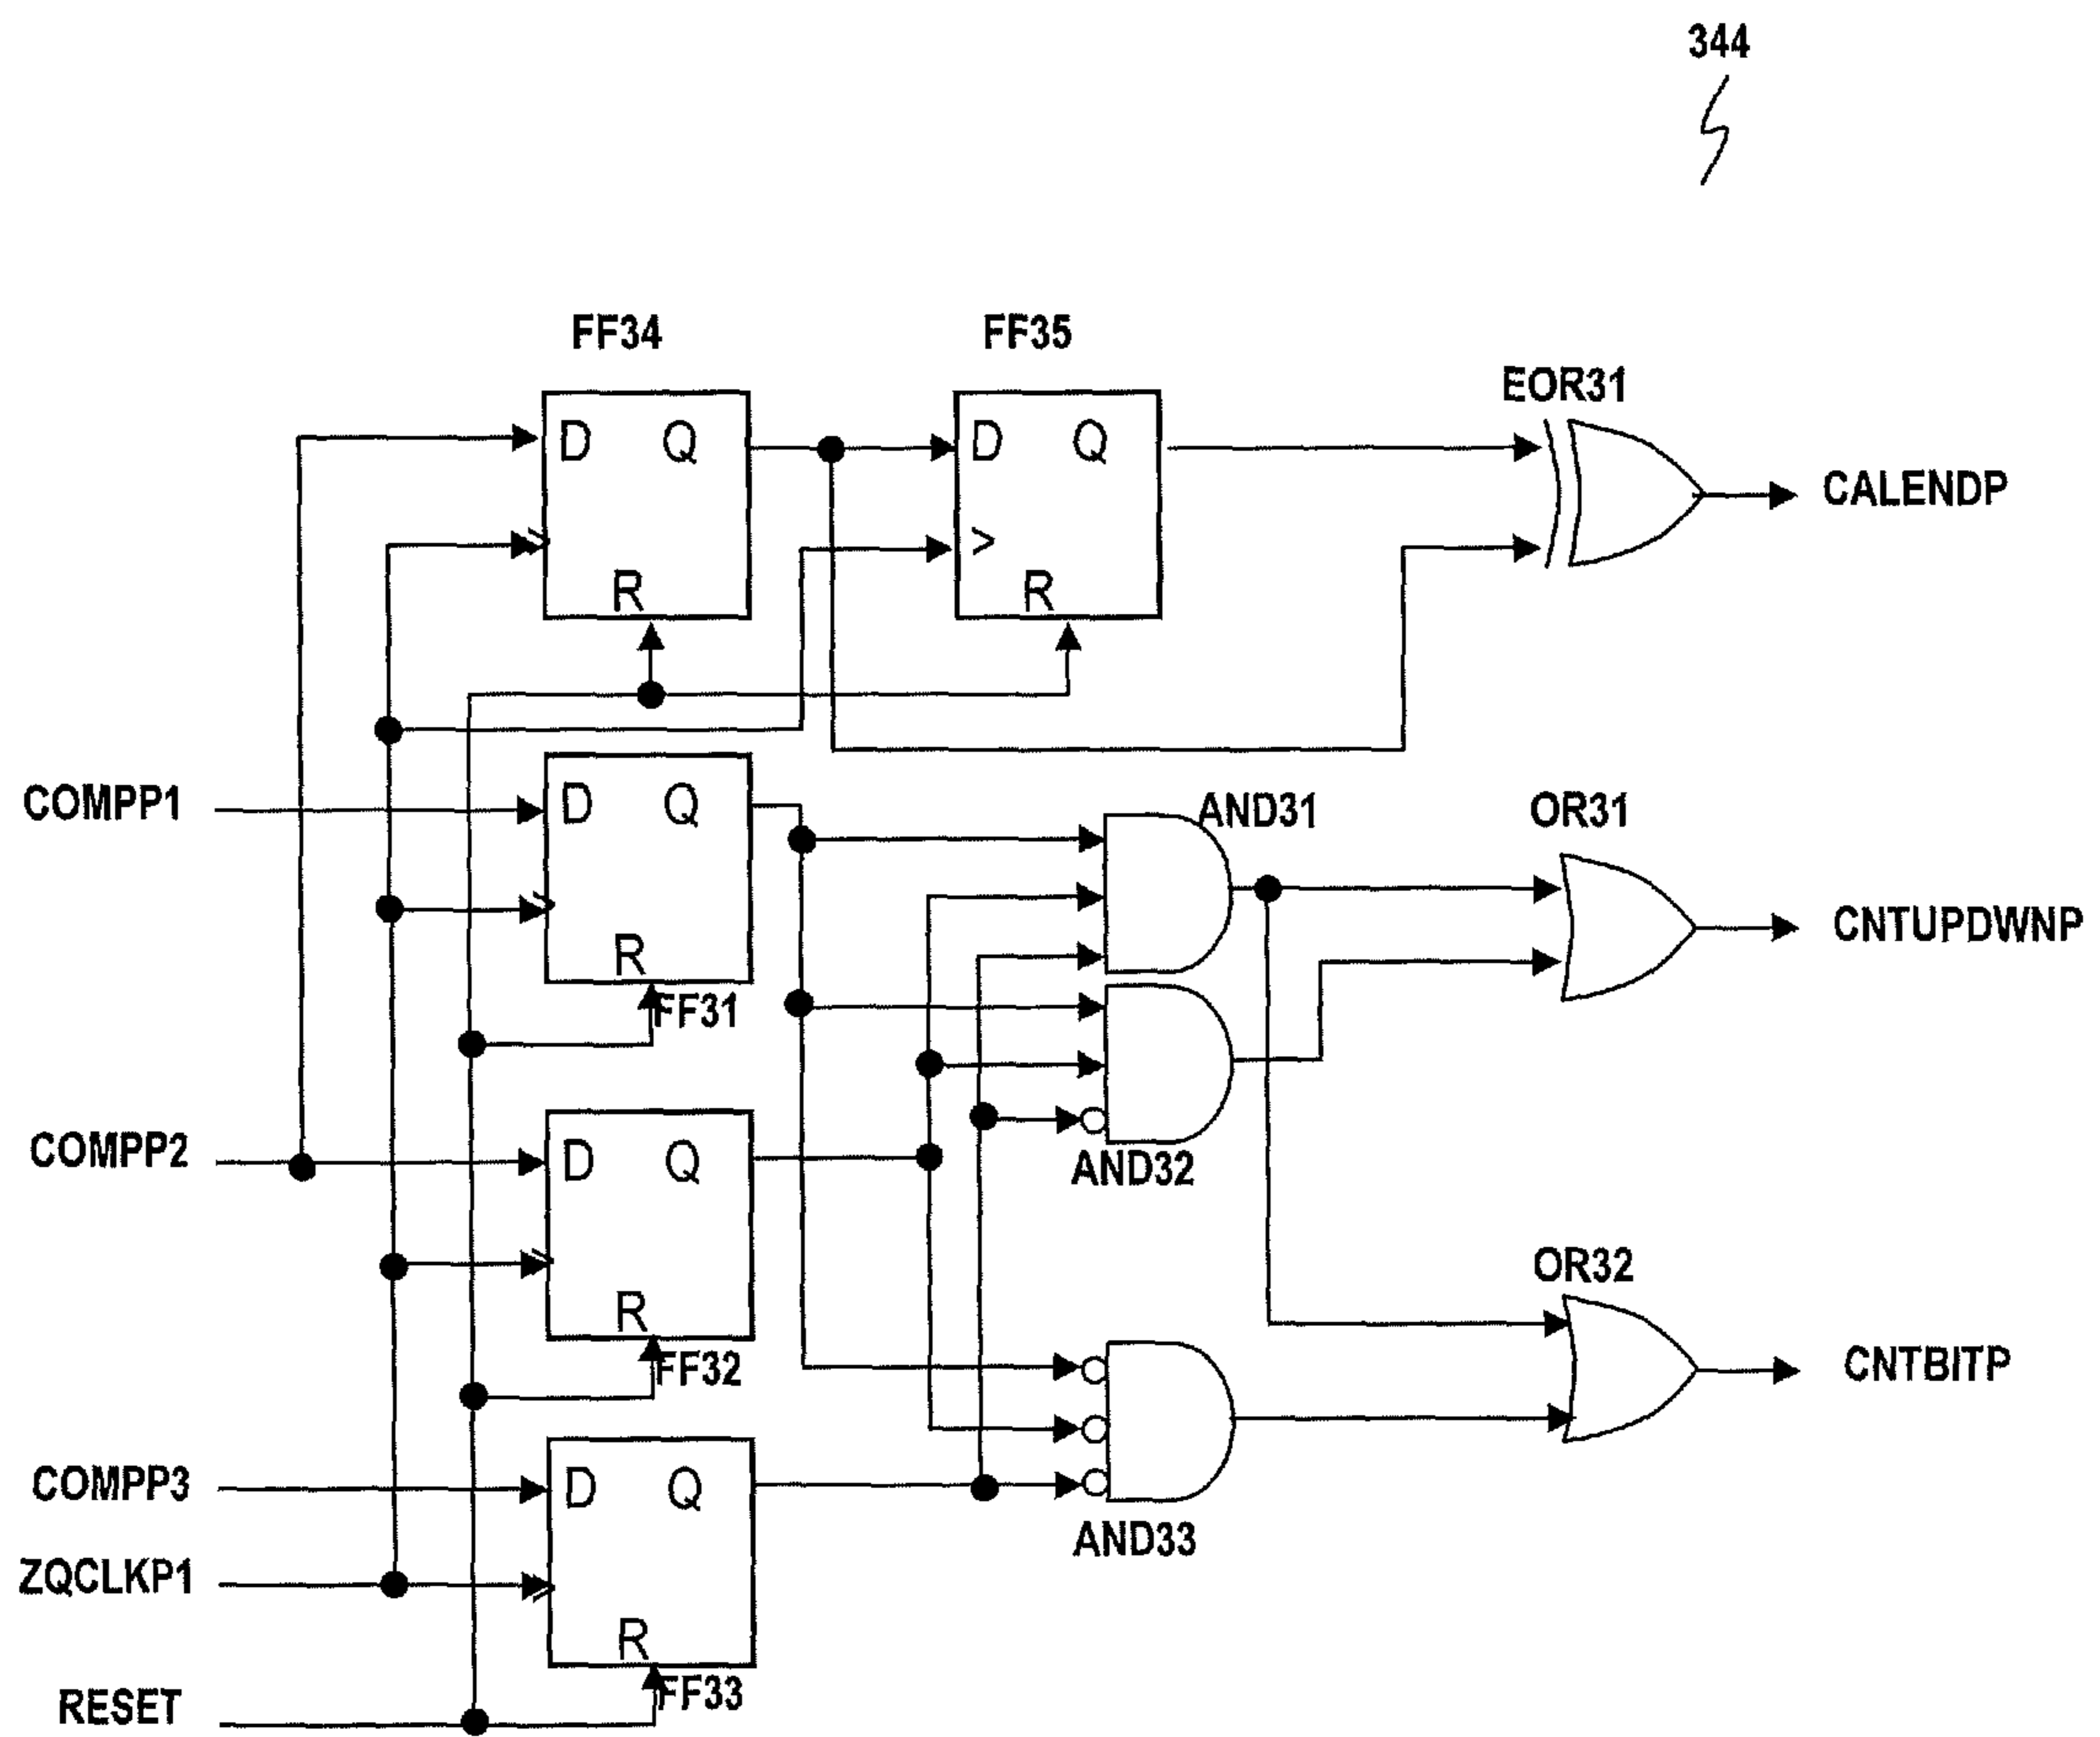 344
FF34
FF35
EOR31
D Q
D Q
>
R
R
CALENDP
COMPP1
D Q
R
FF31
AND31
OR31
CNTUPDWNP
COMPP2
D Q
R
FF32
AND32
OR32
CNTBITP
COMPP3
D Q
ZQCLKP1
R
FF33
AND33
RESET